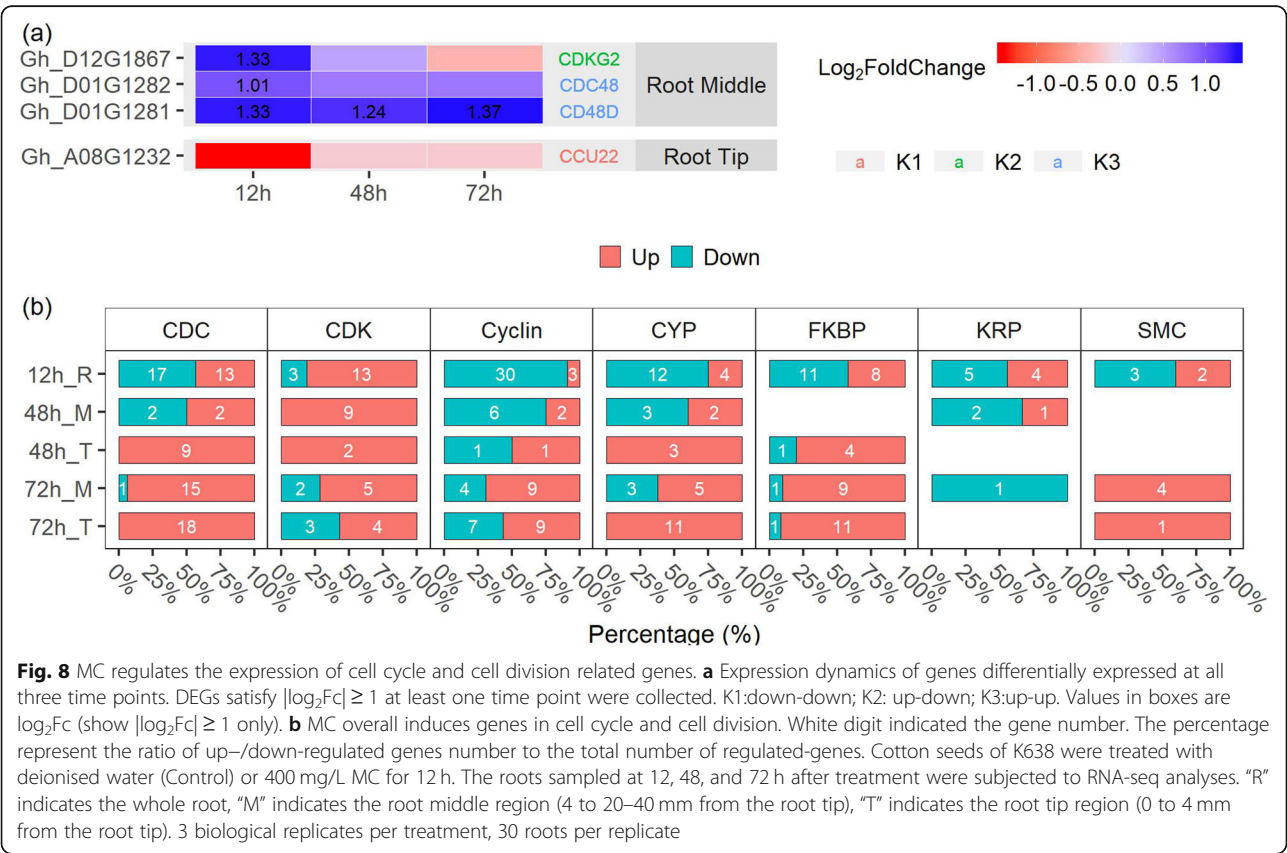 (a)
Gh_D12G1867 1.33 CDKG2
Gh_D01G1282 1.01 CDC48 Root Middle
Gh_D01G1281 1.33 1.24 1.37 CD48D
Gh_A08G1232 CCU22 Root Tip
12h 48h 72h
Log2FoldChange
-1.0 -0.5 0.0 0.5 1.0
a K1 a K2 a K3
Up Down
(b)
CDC CDK Cyclin CYP FKBP KRP SMC
12h_R 17 13 3 13 30 3 12 4 11 8 5 4 3 2
48h_M 2 2 9 6 2 3 2 2 1
48h_T 9 2 1 1 3 1 4
72h_M 1 15 2 5 4 9 3 5 1 9 1 4
72h_T 18 3 4 7 9 11 1 11 1
0% 25% 50% 75% 100% 0% 25% 50% 75% 100% 0% 25% 50% 75% 100% 0% 25% 50% 75% 100% 0% 25% 50% 75% 100% 0% 25% 50% 75% 100% 0% 25% 50% 75% 100%
Percentage (%)
Fig. 8 MC regulates the expression of cell cycle and cell division related genes. a Expression dynamics of genes differentially expressed at all
three time points. DEGs satisfy |log2Fc| ≥ 1 at least one time point were collected. K1:down-down; K2: up-down; K3:up-up. Values in boxes are
log2Fc (show |log2Fc| ≥ 1 only). b MC overall induces genes in cell cycle and cell division. White digit indicated the gene number. The percentage
represent the ratio of up–/down-regulated genes number to the total number of regulated-genes. Cotton seeds of K638 were treated with
deionised water (Control) or 400 mg/L MC for 12 h. The roots sampled at 12, 48, and 72 h after treatment were subjected to RNA-seq analyses. "R"
indicates the whole root, "M" indicates the root middle region (4 to 20–40 mm from the root tip), "T" indicates the root tip region (0 to 4 mm
from the root tip). 3 biological replicates per treatment, 30 roots per replicate